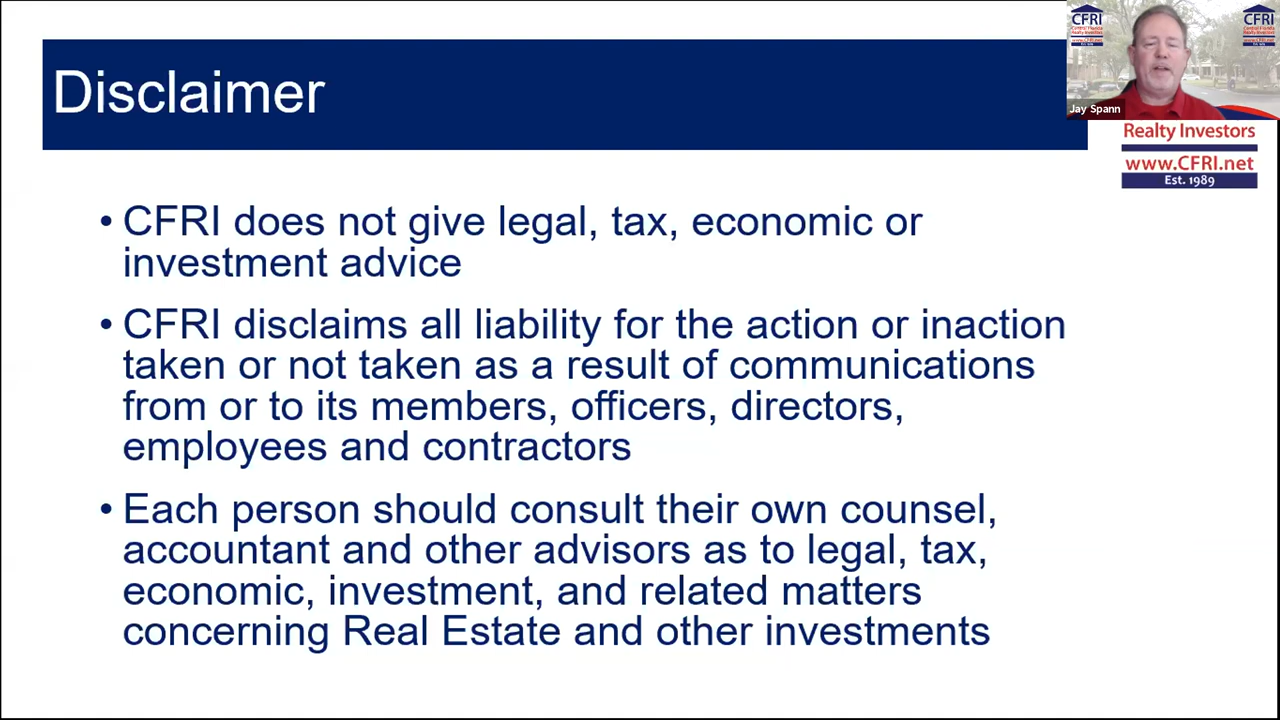 Disclaimer
CFRI
CFRI
Jay Spann
Realty Investors
www.CFRI.net
Est. 1989
• CFRI does not give legal, tax, economic or
investment advice
• CFRI disclaims all liability for the action or inaction
taken or not taken as a result of communications
from or to its members, officers, directors,
employees and contractors
• Each person should consult their own counsel,
accountant and other advisors as to legal, tax,
economic, investment, and related matters
concerning Real Estate and other investments